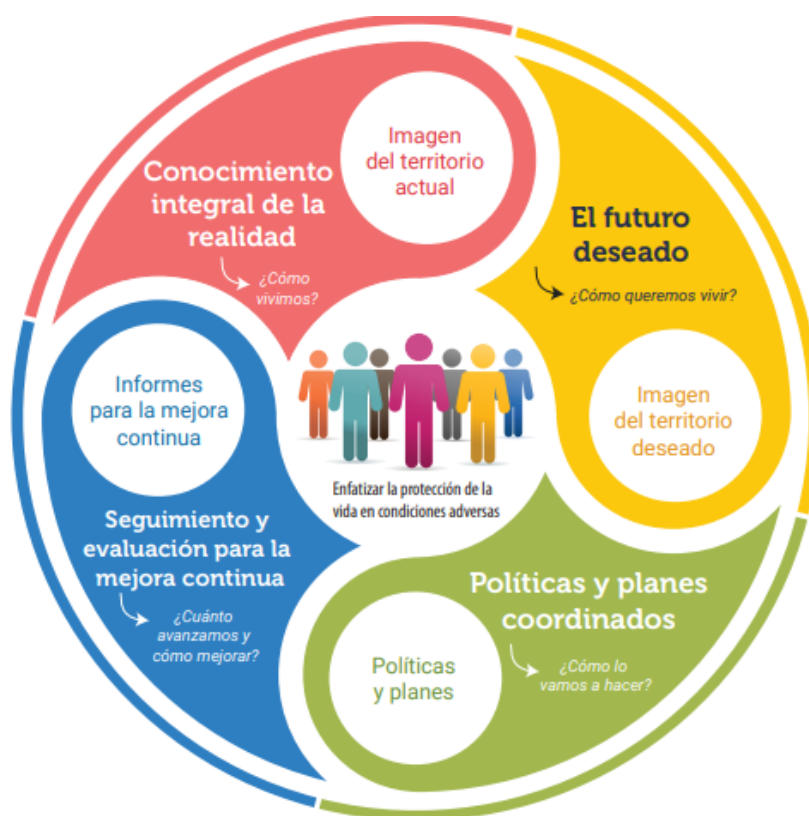 Conocimiento
integral de la
realidad
¿Cómo
vivimos?
Imagen
del territorio
actual
El futuro
deseado
¿Cómo queremos vivir?
Imagen
del territorio
deseado
Políticas y planes
coordinados
¿Cómo lo
vamos a hacer?
Políticas
y planes
Seguimiento y
evaluación para la
mejora continua
¿Cuánto
avanzamos y
cómo mejorar?
Informes
para la mejora
continua
Enfatizar la protección de la
vida en condiciones adversas